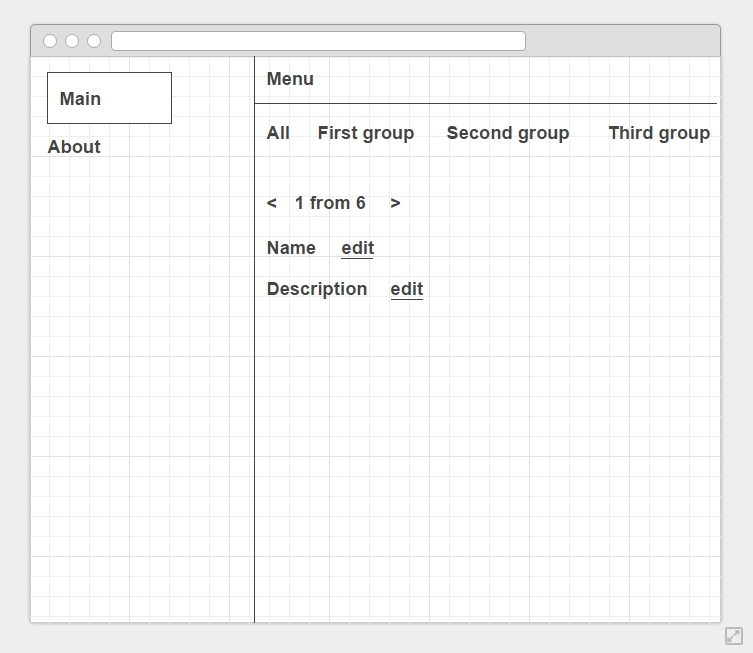 Main
About
Menu
All First group Second group Third group
< 1 from 6 >
Name edit
Description edit